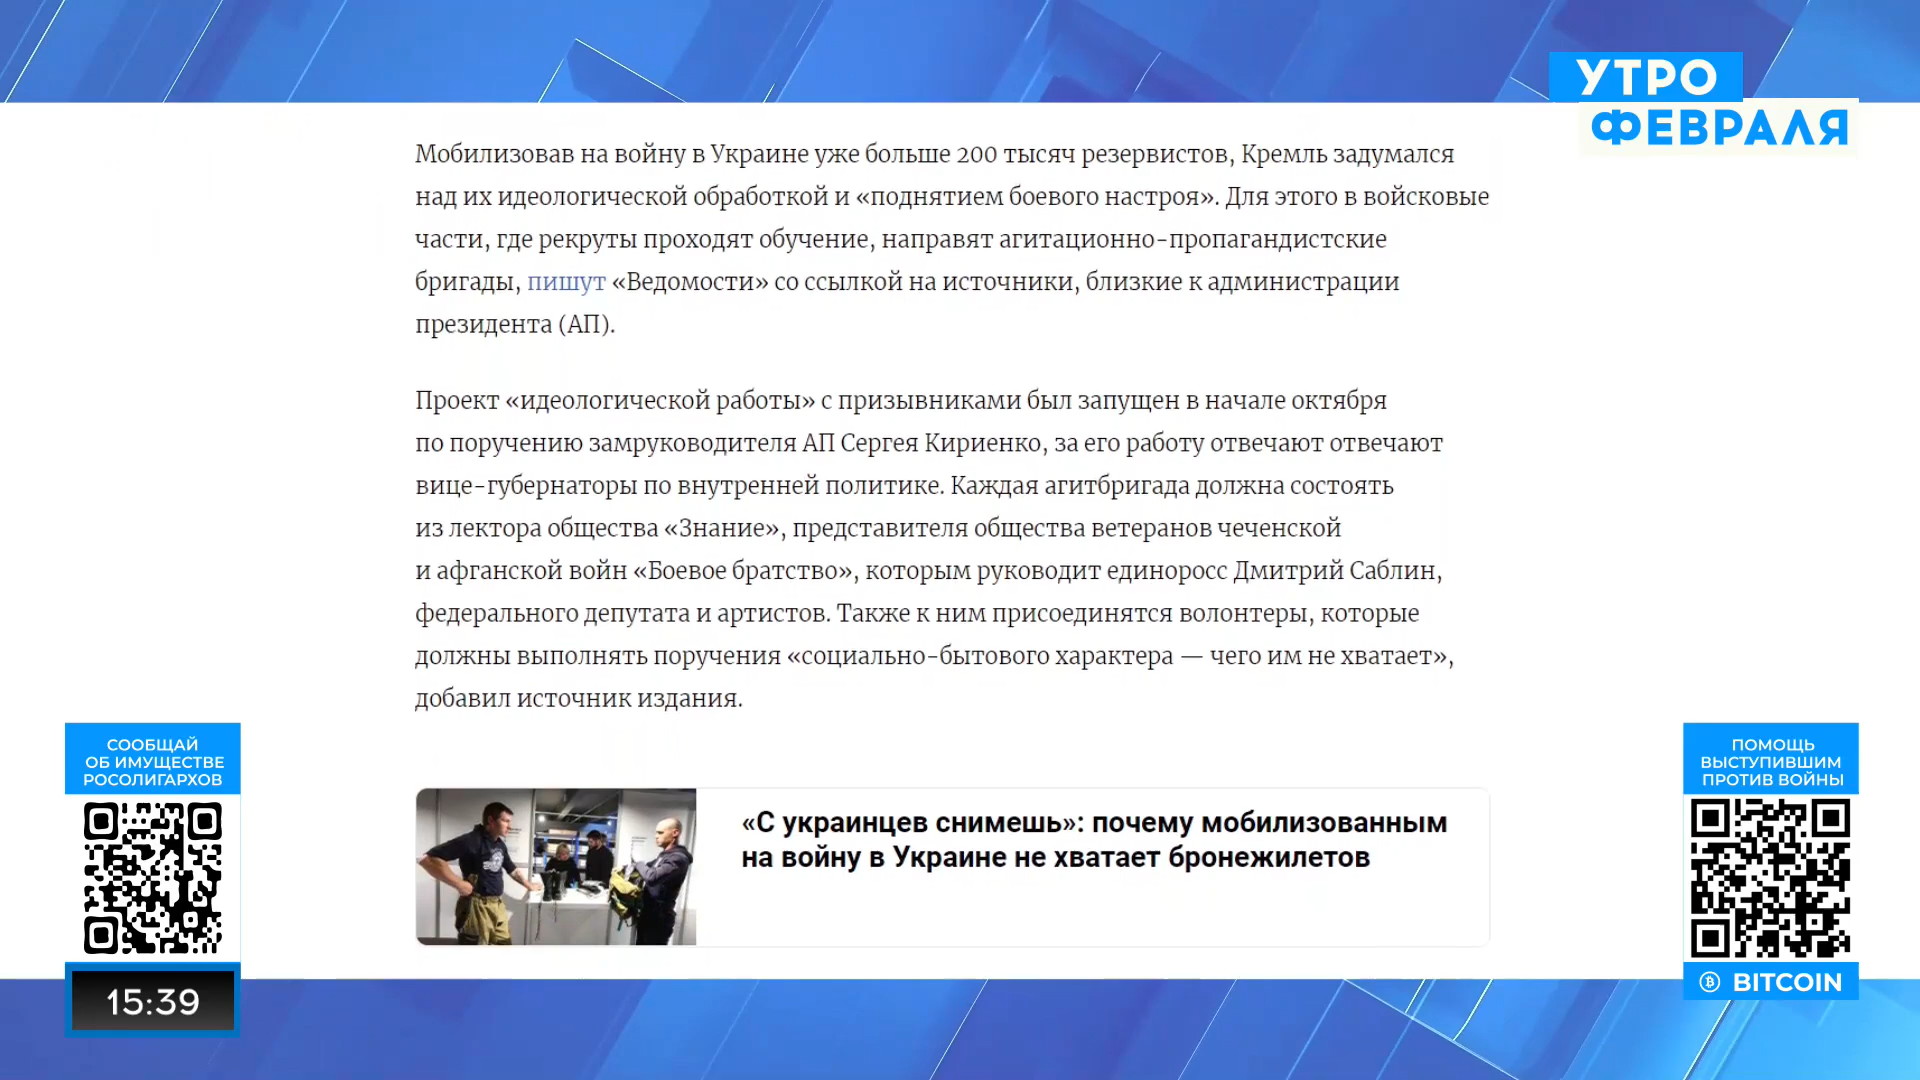 УТРО
ФЕВРАЛЯ
Мобилизовав на войну в Украине уже больше 200 тысяч резервистов, Кремль задумался
над их идеологической обработкой и «поднятием боевого настроя». Для этого в войсковые
части, где рекруты проходят обучение, направят агитационно-пропагандистские
бригады, пишут «Ведомости» со ссылкой на источники, близкие к администрации
президента (АП).
Проект «идеологической работы» с призывниками был запущен в начале октября
по поручению замруководителя АП Сергея Кириенко, за его работу отвечают отвечают
вице-губернаторы по внутренней политике. Каждая агитбригада должна состоять
из лектора общества «Знание», представителя общества ветеранов чеченской
и афганской войн «Боевое братство», которым руководит единоросс Дмитрий Саблин,
федерального депутата и артистов. Также к ним присоединятся волонтеры, которые
должны выполнять поручения «социально-бытового характера — чего им не хватает»,
добавил источник издания.
СООБЩАЙ
ОБ ИМУЩЕСТВЕ
РОСОЛИГАРХОВ
ПОМОЩЬ
ВЫСТУПИВШИМ
ПРОТИВ ВОЙНЫ
«С украинцев снимешь»: почему мобилизованным
на войну в Украине не хватает бронежилетов
BITCOIN
15:39